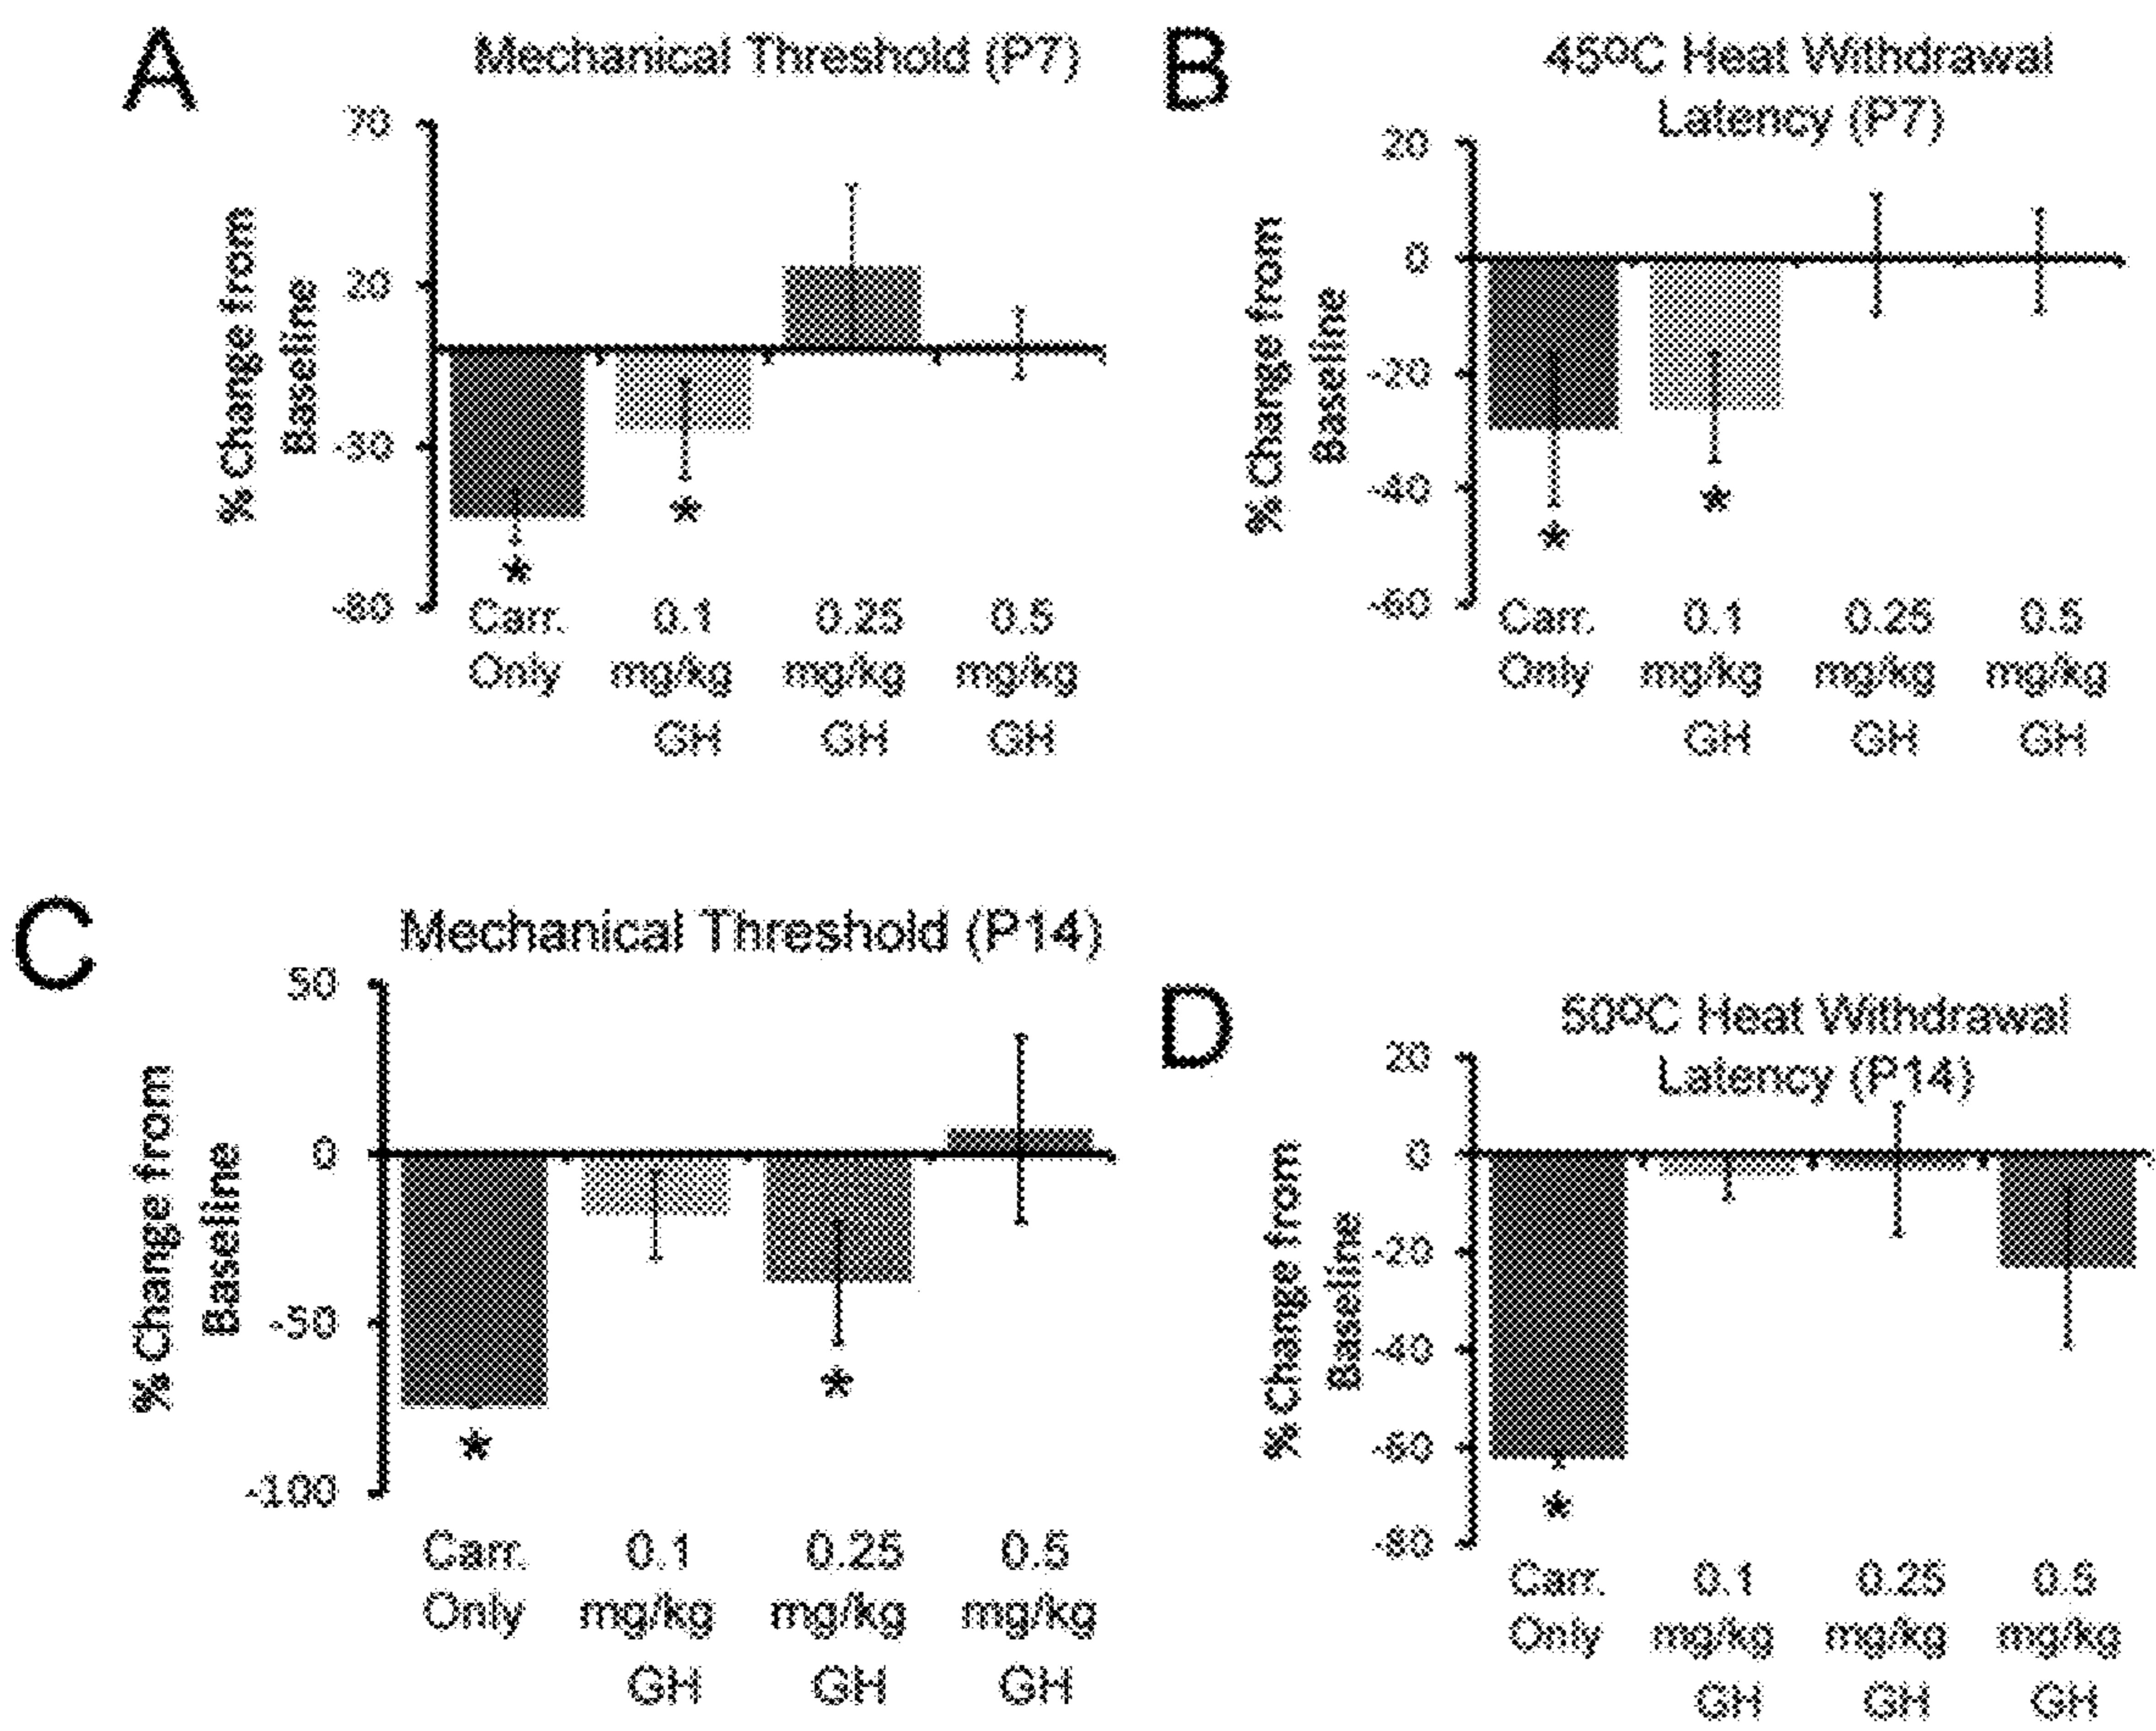 A
Mechanical Threshold (P7)
70
20
-30
-80
% Change from
Baseline
*
*
Carr.
Only
0.1
mg/kg
GH
0.25
mg/kg
GH
0.5
mg/kg
GH
B
45ºC Heat Withdrawal
Latency (P7)
20
0
-20
-40
-60
% Change from
Baseline
*
*
Carr.
Only
0.1
mg/kg
GH
0.25
mg/kg
GH
0.5
mg/kg
GH
C
Mechanical Threshold (P14)
50
0
-50
-100
% Change from
Baseline
*
*
Carr.
Only
0.1
mg/kg
GH
0.25
mg/kg
GH
0.5
mg/kg
GH
D
50ºC Heat Withdrawal
Latency (P14)
20
0
-20
-40
-60
-80
% Change from
Baseline
*
Carr.
Only
0.1
mg/kg
GH
0.25
mg/kg
GH
0.5
mg/kg
GH